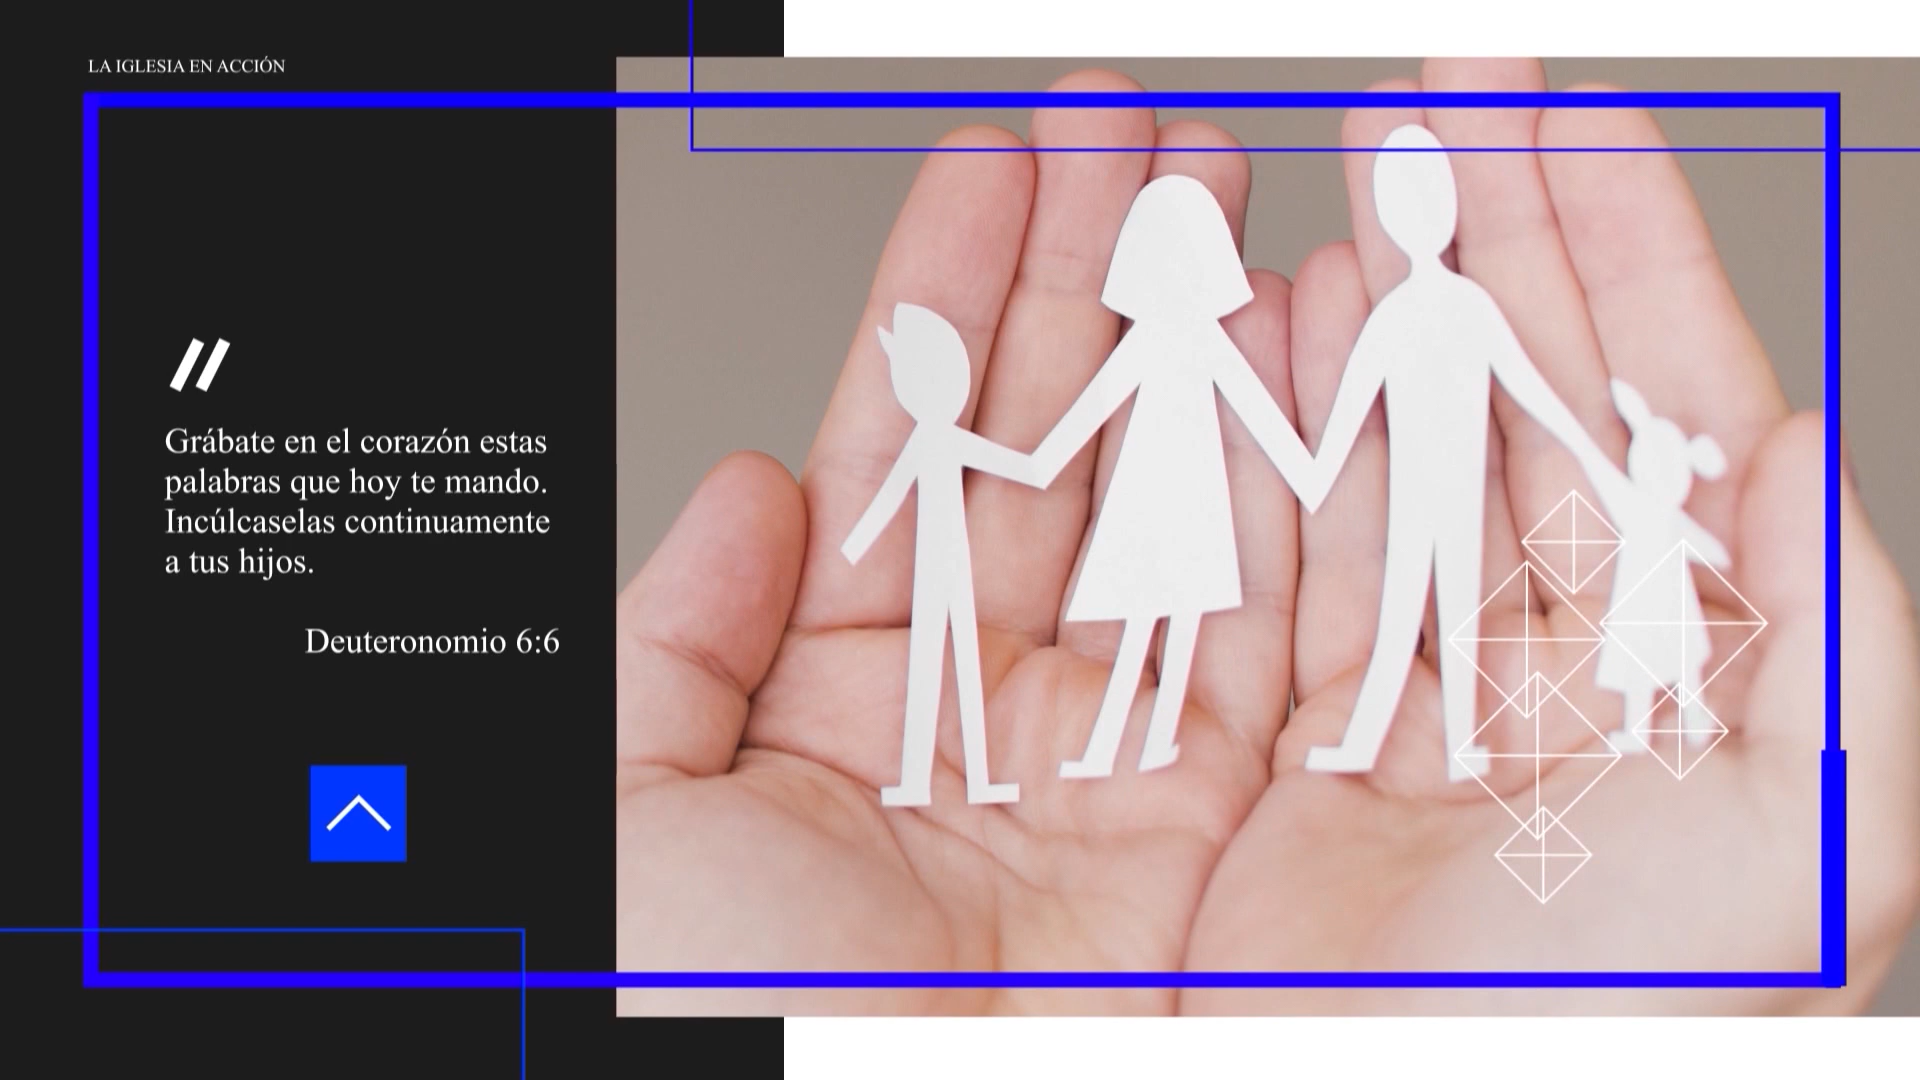 LA IGLESIA EN ACCIÓN
Grábate en el corazón estas
palabras que hoy te mando.
Incúlcaselas continuamente
a tus hijos.
Deuteronomio 6:6